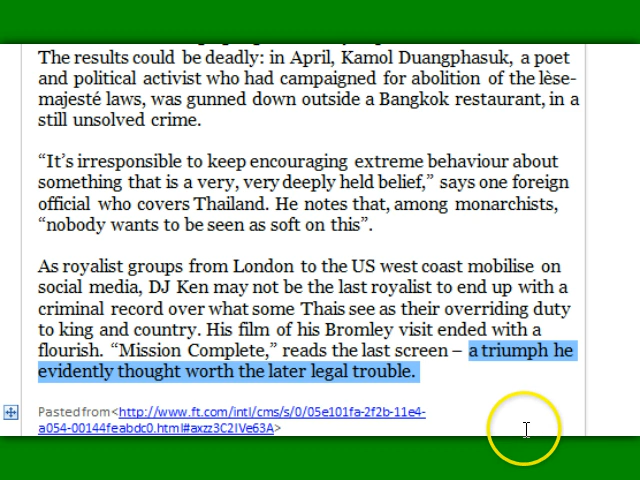 The results could be deadly: in April, Kamol Duangphasuk, a poet
and political activist who had campaigned for abolition of the lèse-
majesté laws, was gunned down outside a Bangkok restaurant, in a
still unsolved crime.
“It’s irresponsible to keep encouraging extreme behaviour about
something that is a very, very deeply held belief,” says one foreign
official who covers Thailand. He notes that, among monarchists,
“nobody wants to be seen as soft on this”.
As royalist groups from London to the US west coast mobilise on
social media, DJ Ken may not be the last royalist to end up with a
criminal record over what some Thais see as their overriding duty
to king and country. His film of his Bromley visit ended with a
flourish. “Mission Complete,” reads the last screen – a triumph he
evidently thought worth the later legal trouble.
Pasted from <http://www.ft.com/intl/cms/s/0/05e101fa-2f2b-11e4-
a054-00144feabdc0.html#axzz3C2IVe63A>